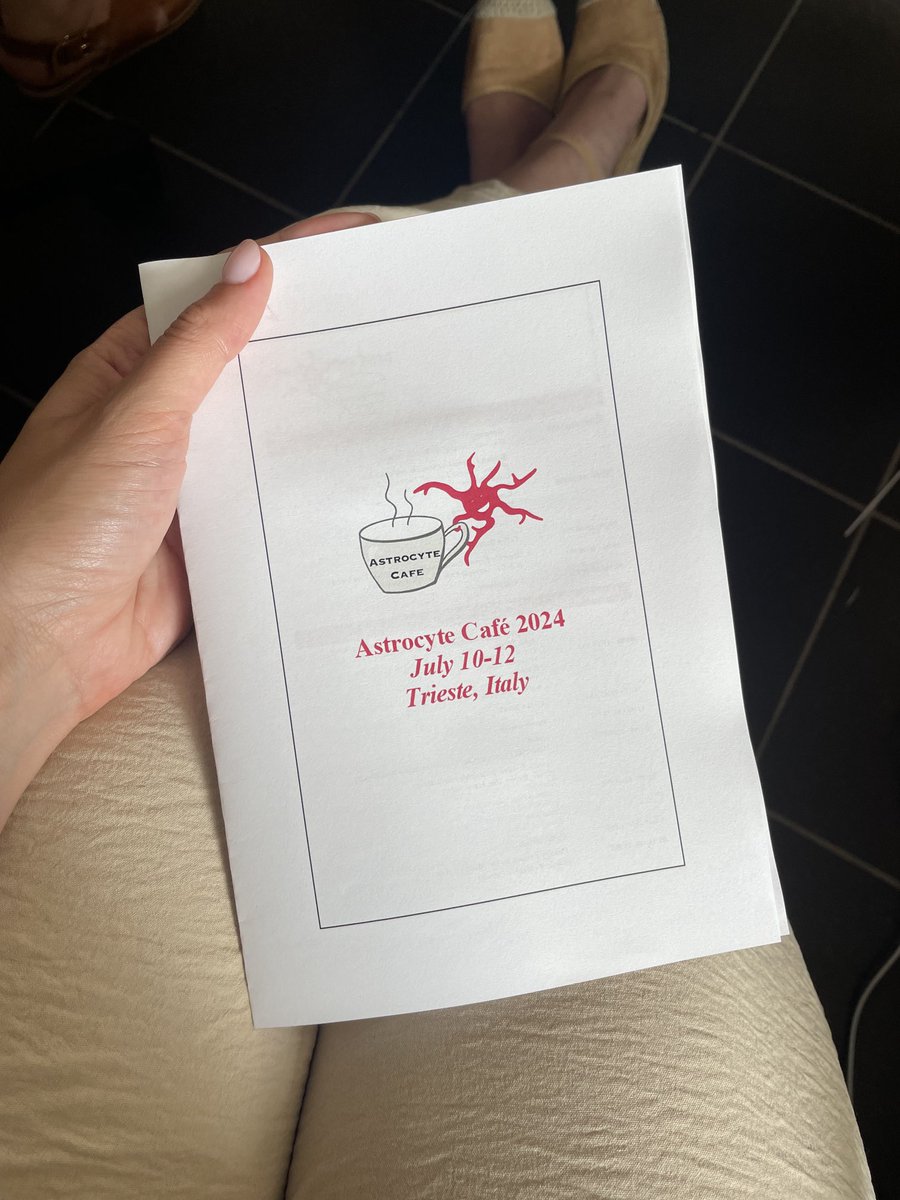 ASTROCYTE
CAFE
Astrocyte Café 2024
July 10-12
Trieste, Italy